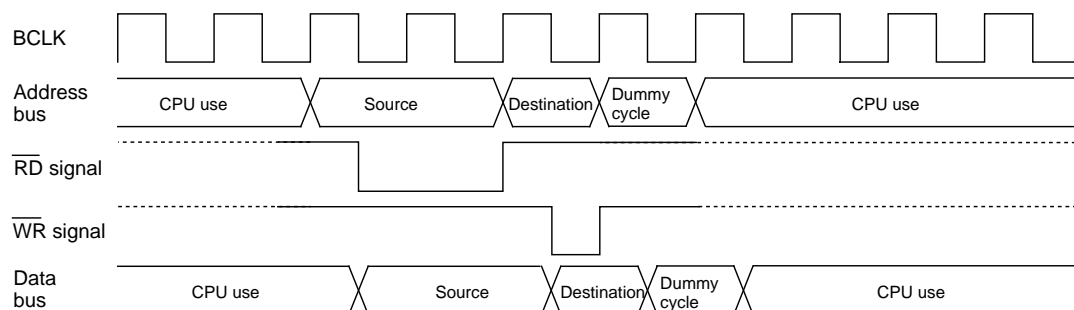 BCLK
Address
bus
CPU use
Source
Destination
Dummy
cycle
CPU use
RD signal
WR signal
Data
bus
CPU use
Source
Destination
Dummy
cycle
CPU use